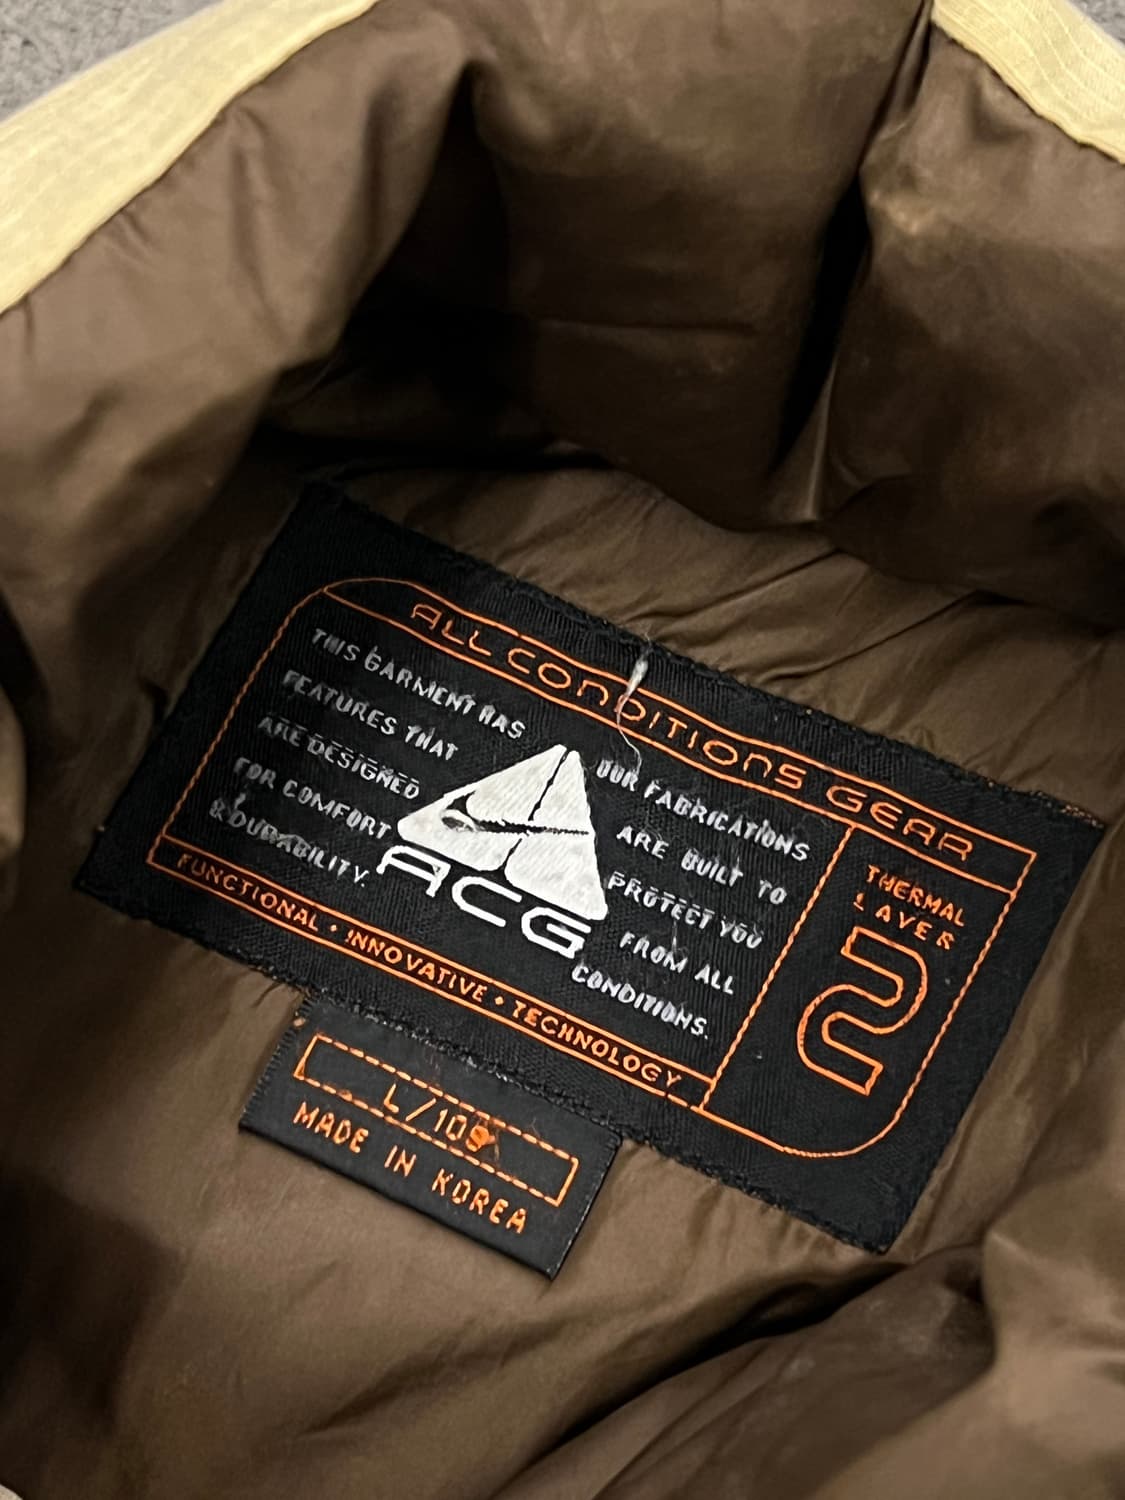 ALL CONDITIONS GEAR
THIS GARMENT HAS
FEATURES THAT
ARE DESIGNED
FOR COMFORT
& DURABILITY.
ACG
OUR FABRICATIONS
ARE BUILT TO
PROTECT YOU
FROM ALL
CONDITIONS.
THERMAL
LAYER
2
FUNCTIONAL • INNOVATIVE • TECHNOLOGY
MADE IN KOREA